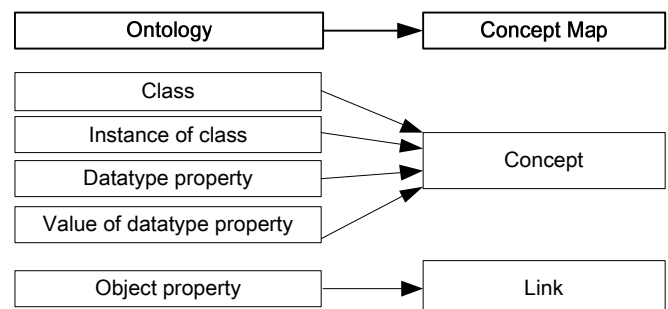 Ontology
Concept Map
Class
Instance of class
Datatype property
Value of datatype property
Concept
Object property
Link